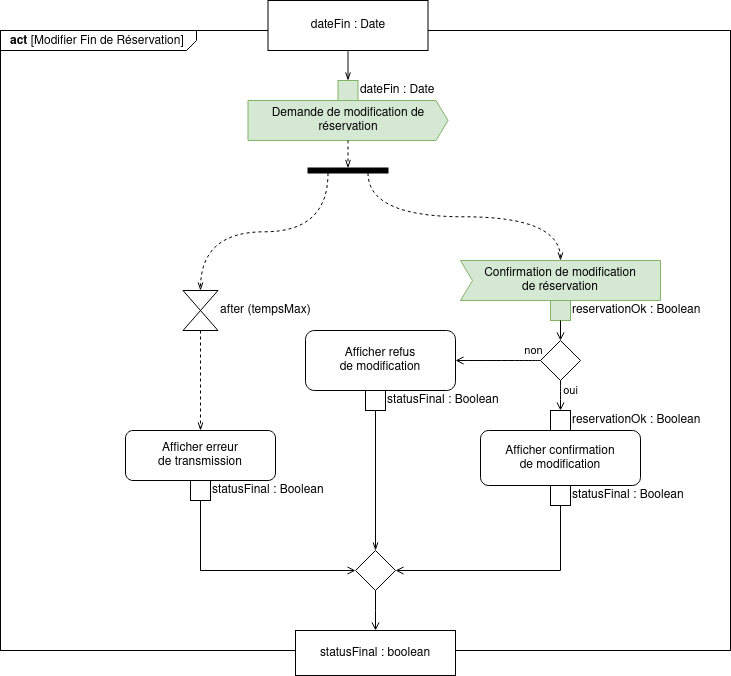 dateFin : Date
act [Modifier Fin de Réservation]
dateFin : Date
Demande de modification de
réservation
Confirmation de modification
de réservation
after (tempsMax)
reservationOk : Boolean
Afficher refus
de modification
non
oui
statusFinal : Boolean
reservationOk : Boolean
Afficher erreur
de transmission
Afficher confirmation
de modification
statusFinal : Boolean
statusFinal : Boolean
statusFinal : boolean